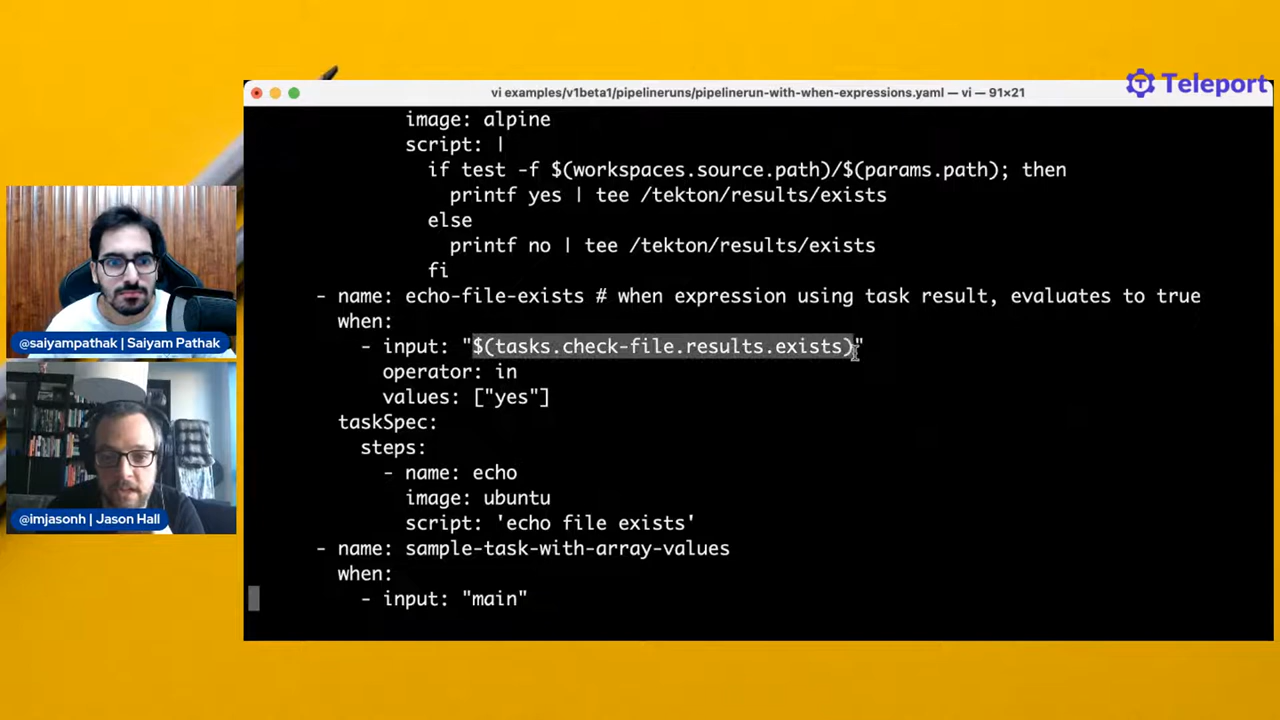 vi examples/v1beta1/pipelineruns/pipelinerun-with-when-expressions.yaml — vi — 91×21
Teleport
image: alpine
script: |
if test -f $(workspaces.source.path)/$(params.path); then
printf yes | tee /tekton/results/exists
else
printf no | tee /tekton/results/exists
fi
- name: echo-file-exists # when expression using task result, evaluates to true
when:
- input: "$(tasks.check-file.results.exists)"
operator: in
values: ["yes"]
taskSpec:
steps:
- name: echo
image: ubuntu
script: 'echo file exists'
- name: sample-task-with-array-values
when:
- input: "main"
@saiyampathak | Saiyam Pathak
@imjasonh | Jason Hall